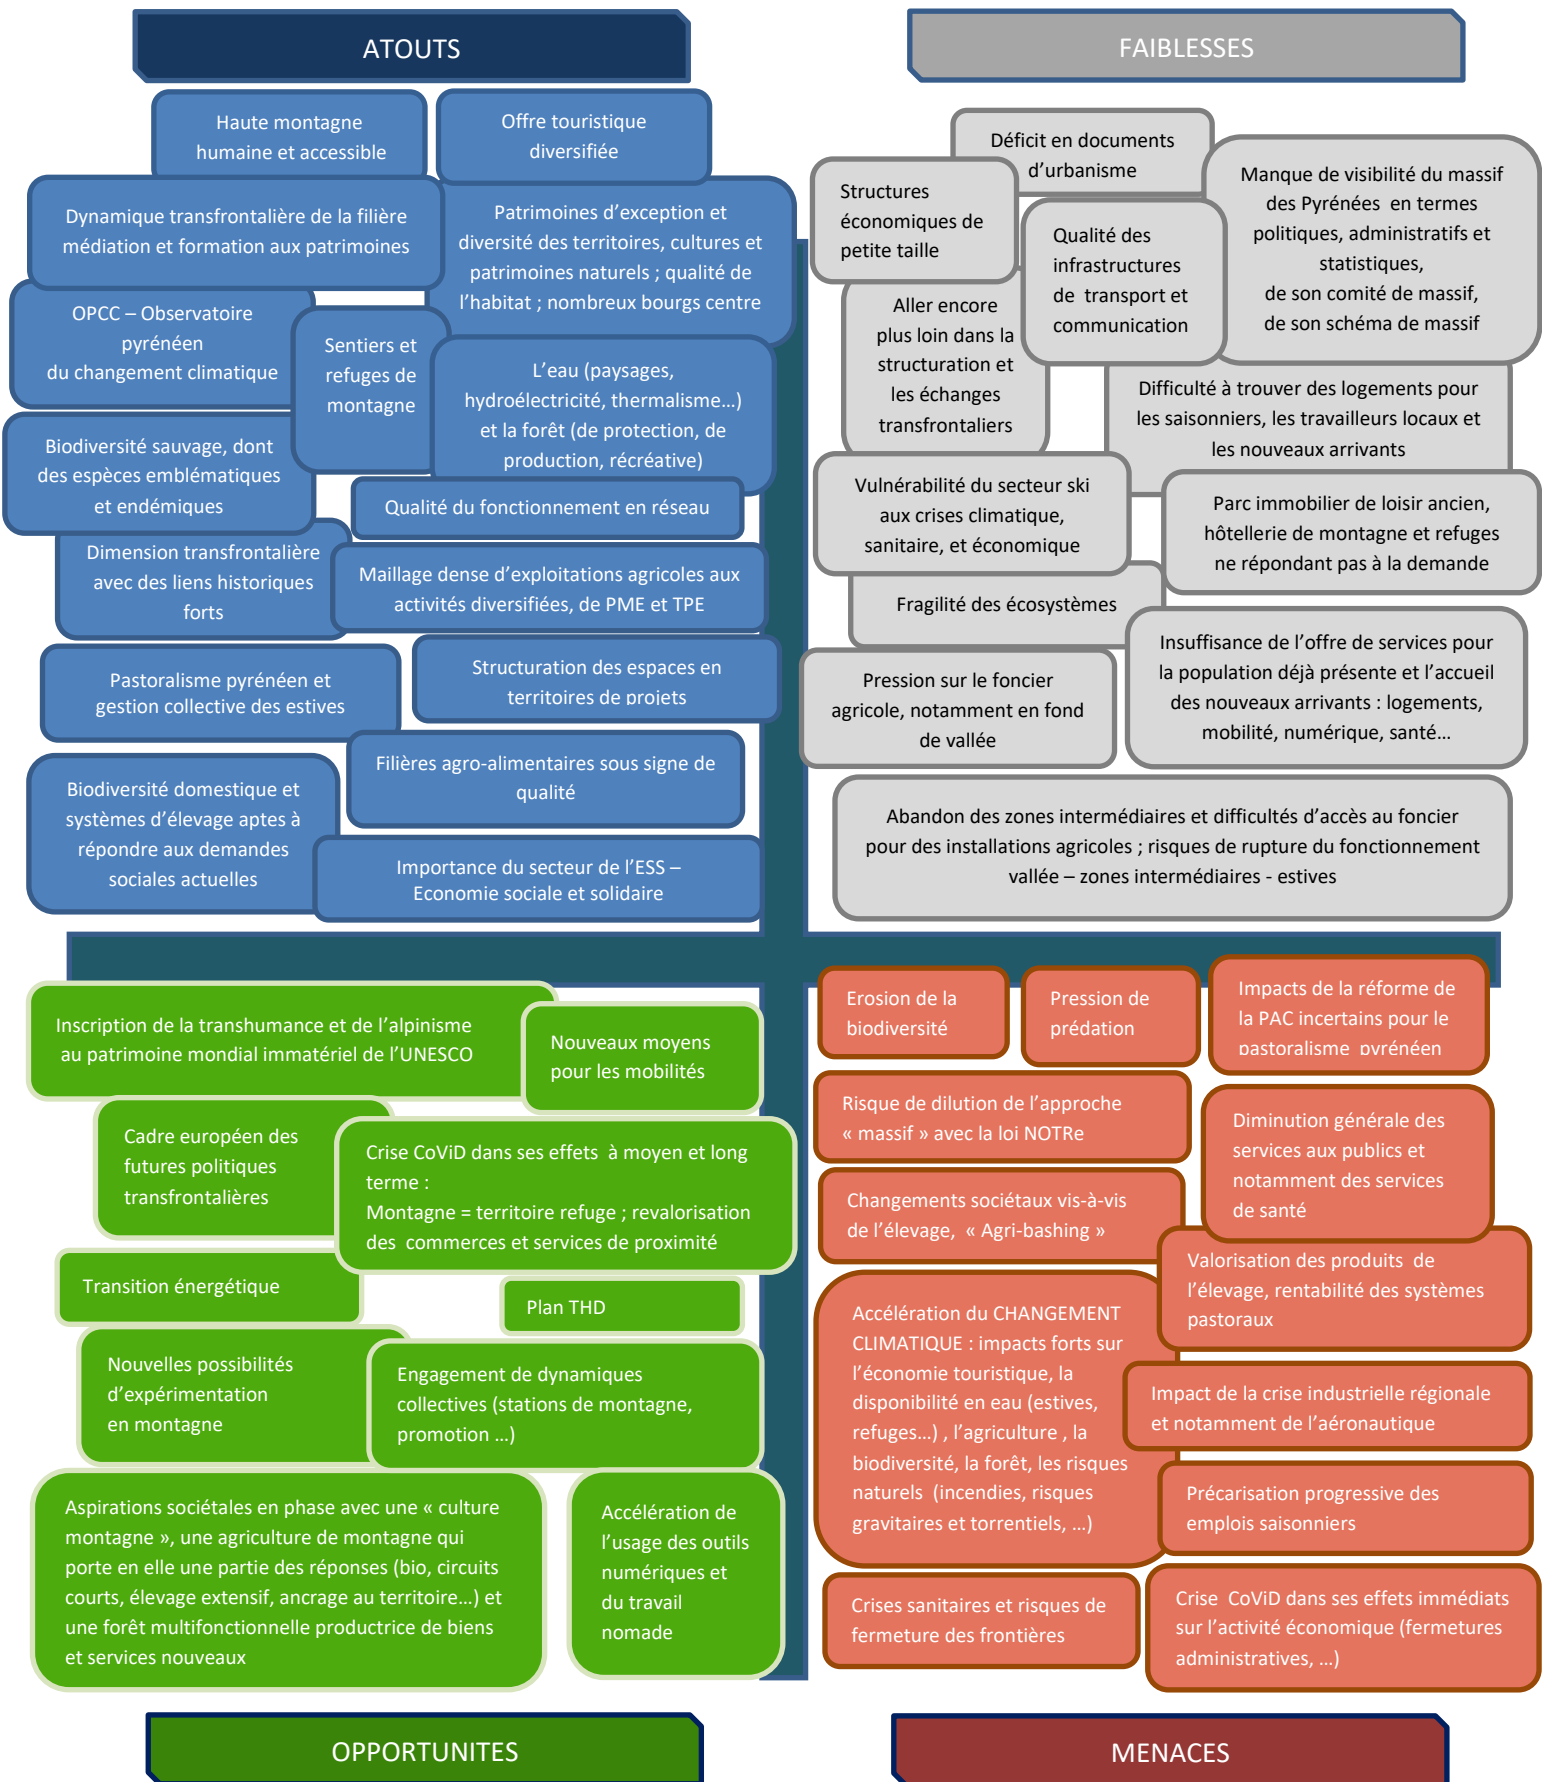 ATOUTS
Haute montagne
humaine et accessible
Offre touristique
diversifiée
Dynamique transfrontalière de la filière
médiation et formation aux patrimoines
Patrimoines d’exception et
diversité des territoires, cultures et
patrimoines naturels ; qualité de
l’habitat ; nombreux bourgs centre
OPCC – Observatoire
pyrénéen
du changement climatique
Sentiers et
refuges de
montagne
L’eau (paysages,
hydroélectricité, thermalisme…)
et la forêt (de protection, de
production, récréative)
Biodiversité sauvage, dont
des espèces emblématiques
et endémiques
Qualité du fonctionnement en réseau
Dimension transfrontalière
avec des liens historiques
forts
Maillage dense d’exploitations agricoles aux
activités diversifiées, de PME et TPE
Pastoralisme pyrénéen et
gestion collective des estives
Structuration des espaces en
territoires de projets
Filières agro-alimentaires sous signe de
qualité
Biodiversité domestique et
systèmes d’élevage aptes à
répondre aux demandes
sociales actuelles
Importance du secteur de l’ESS –
Economie sociale et solidaire
FAIBLESSES
Déficit en documents
d’urbanisme
Structures
économiques de
petite taille
Manque de visibilité du massif
des Pyrénées en termes
politiques, administratifs et
statistiques,
de son comité de massif,
de son schéma de massif
Qualité des
infrastructures
de transport et
communication
Aller encore
plus loin dans la
structuration et
les échanges
transfrontaliers
Difficulté à trouver des logements pour
les saisonniers, les travailleurs locaux et
les nouveaux arrivants
Vulnérabilité du secteur ski
aux crises climatique,
sanitaire, et économique
Parc immobilier de loisir ancien,
hôtellerie de montagne et refuges
ne répondant pas à la demande
Fragilité des écosystèmes
Insuffisance de l’offre de services pour
la population déjà présente et l’accueil
des nouveaux arrivants : logements,
mobilité, numérique, santé…
Pression sur le foncier
agricole, notamment en fond
de vallée
Abandon des zones intermédiaires et difficultés d’accès au foncier
pour des installations agricoles ; risques de rupture du fonctionnement
vallée – zones intermédiaires - estives
Inscription de la transhumance et de l’alpinisme
au patrimoine mondial immatériel de l’UNESCO
Nouveaux moyens
pour les mobilités
Cadre européen des
futures politiques
transfrontalières
Crise CoViD dans ses effets à moyen et long
terme :
Montagne = territoire refuge ; revalorisation
des commerces et services de proximité
Transition énergétique
Plan THD
Nouvelles possibilités
d’expérimentation
en montagne
Engagement de dynamiques
collectives (stations de montagne,
promotion …)
Aspirations sociétales en phase avec une « culture
montagne », une agriculture de montagne qui
porte en elle une partie des réponses (bio, circuits
courts, élevage extensif, ancrage au territoire…) et
une forêt multifonctionnelle productrice de biens
et services nouveaux
Accélération de
l’usage des outils
numériques et
du travail
nomade
OPPORTUNITES
Erosion de la
biodiversité
Pression de
prédation
Impacts de la réforme de
la PAC incertains pour le
pastoralisme pyrénéen
Risque de dilution de l’approche
« massif » avec la loi NOTRe
Diminution générale des
services aux publics et
notamment des services
de santé
Changements sociétaux vis-à-vis
de l’élevage, « Agri-bashing »
Valorisation des produits de
l’élevage, rentabilité des systèmes
pastoraux
Accélération du CHANGEMENT
CLIMATIQUE : impacts forts sur
l’économie touristique, la
disponibilité en eau (estives,
refuges…) , l’agriculture , la
biodiversité, la forêt, les risques
naturels (incendies, risques
gravitaires et torrentiels, …)
Impact de la crise industrielle régionale
et notamment de l’aéronautique
Précarisation progressive des
emplois saisonniers
Crises sanitaires et risques de
fermeture des frontières
Crise CoViD dans ses effets immédiats
sur l’activité économique (fermetures
administratives, …)
MENACES